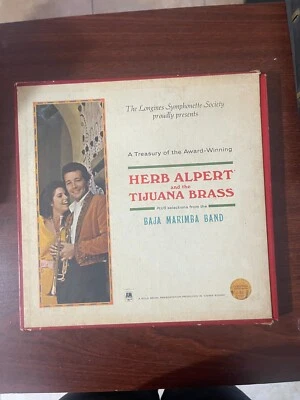 The Longines Symphonette Society
proudly presents
A Treasury of the Award-Winning
HERB ALPERT
and the
TIJUANA BRASS
BAJA MARIMBA BAND
A&M